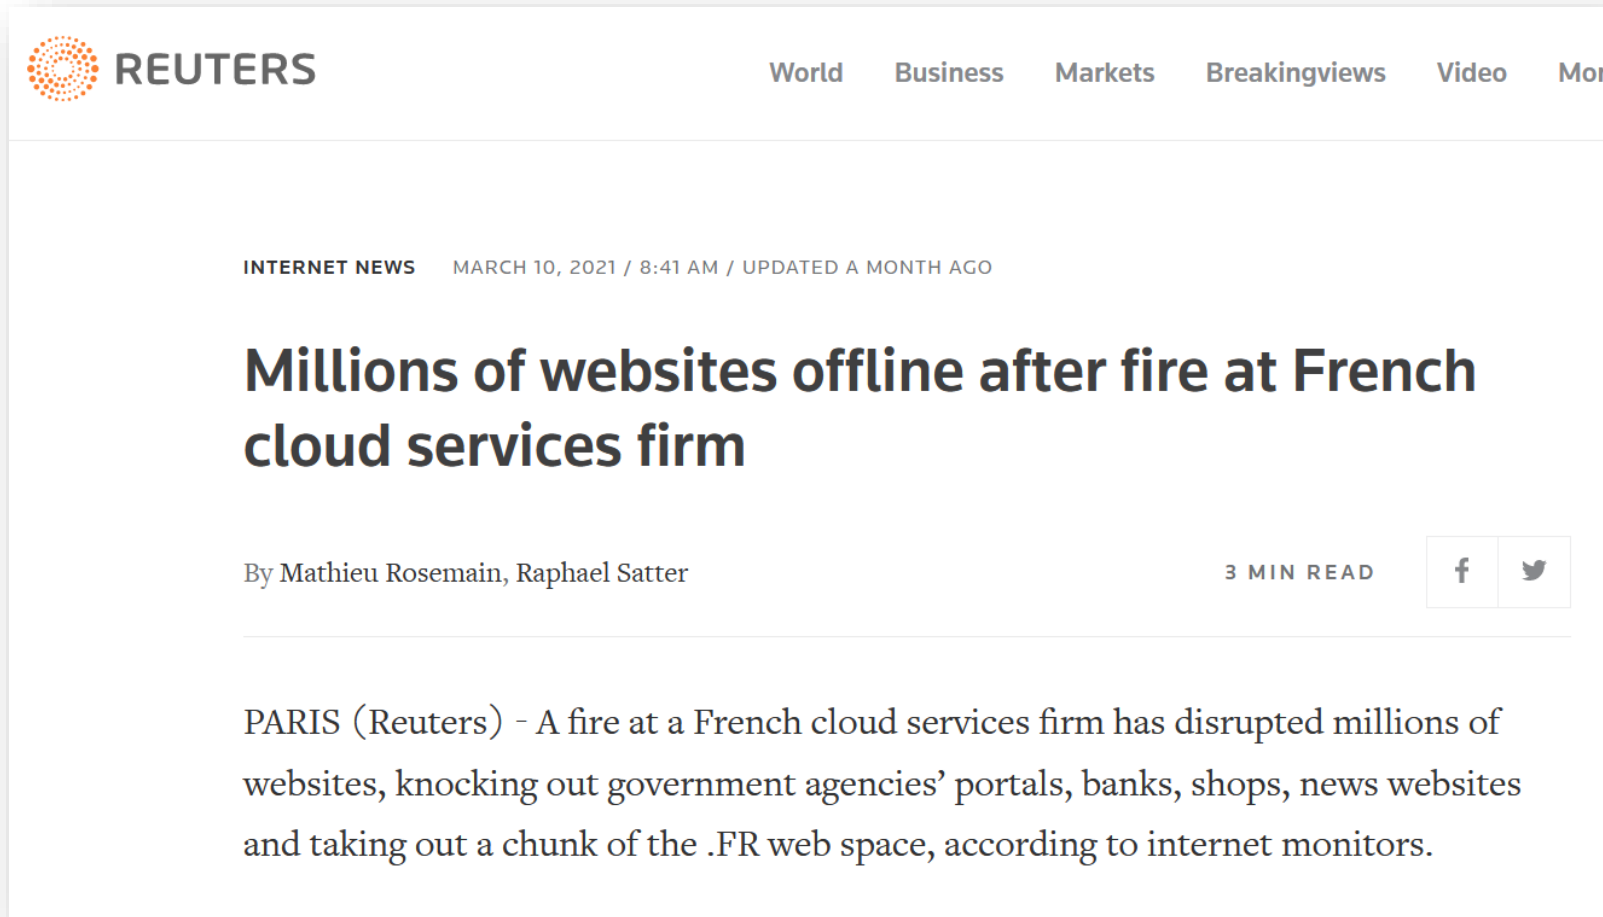 REUTERS
World Business Markets Breakingviews Video Mor
INTERNET NEWS MARCH 10, 2021 / 8:41 AM / UPDATED A MONTH AGO
Millions of websites offline after fire at French
cloud services firm
By Mathieu Rosemain, Raphael Satter
3 MIN READ
PARIS (Reuters) - A fire at a French cloud services firm has disrupted millions of
websites, knocking out government agencies’ portals, banks, shops, news websites
and taking out a chunk of the .FR web space, according to internet monitors.